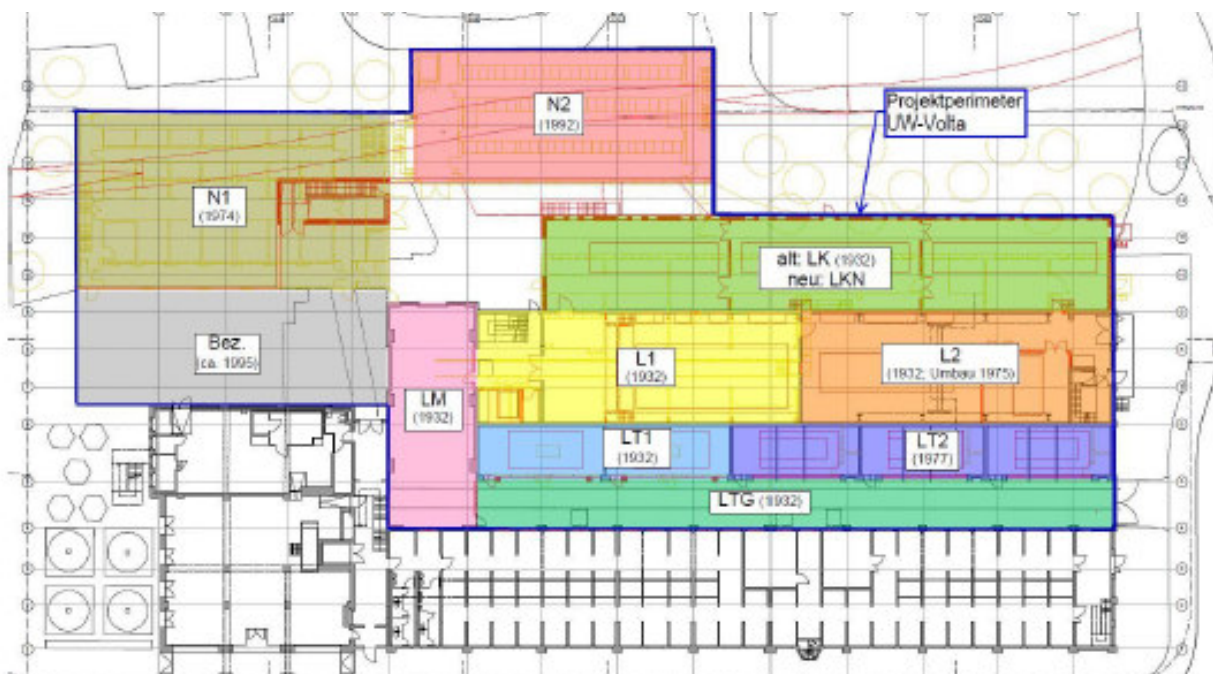 N2
(1992)
Projektperimeter
UW-Volta
N1
(1974)
alt: LK (1932)
neu: LKN
Bez.
(ca. 1995)
LM
(1932)
L1
(1932)
L2
(1932; Umbau 1975)
LT1
(1932)
LT2
(1977)
LTG (1932)